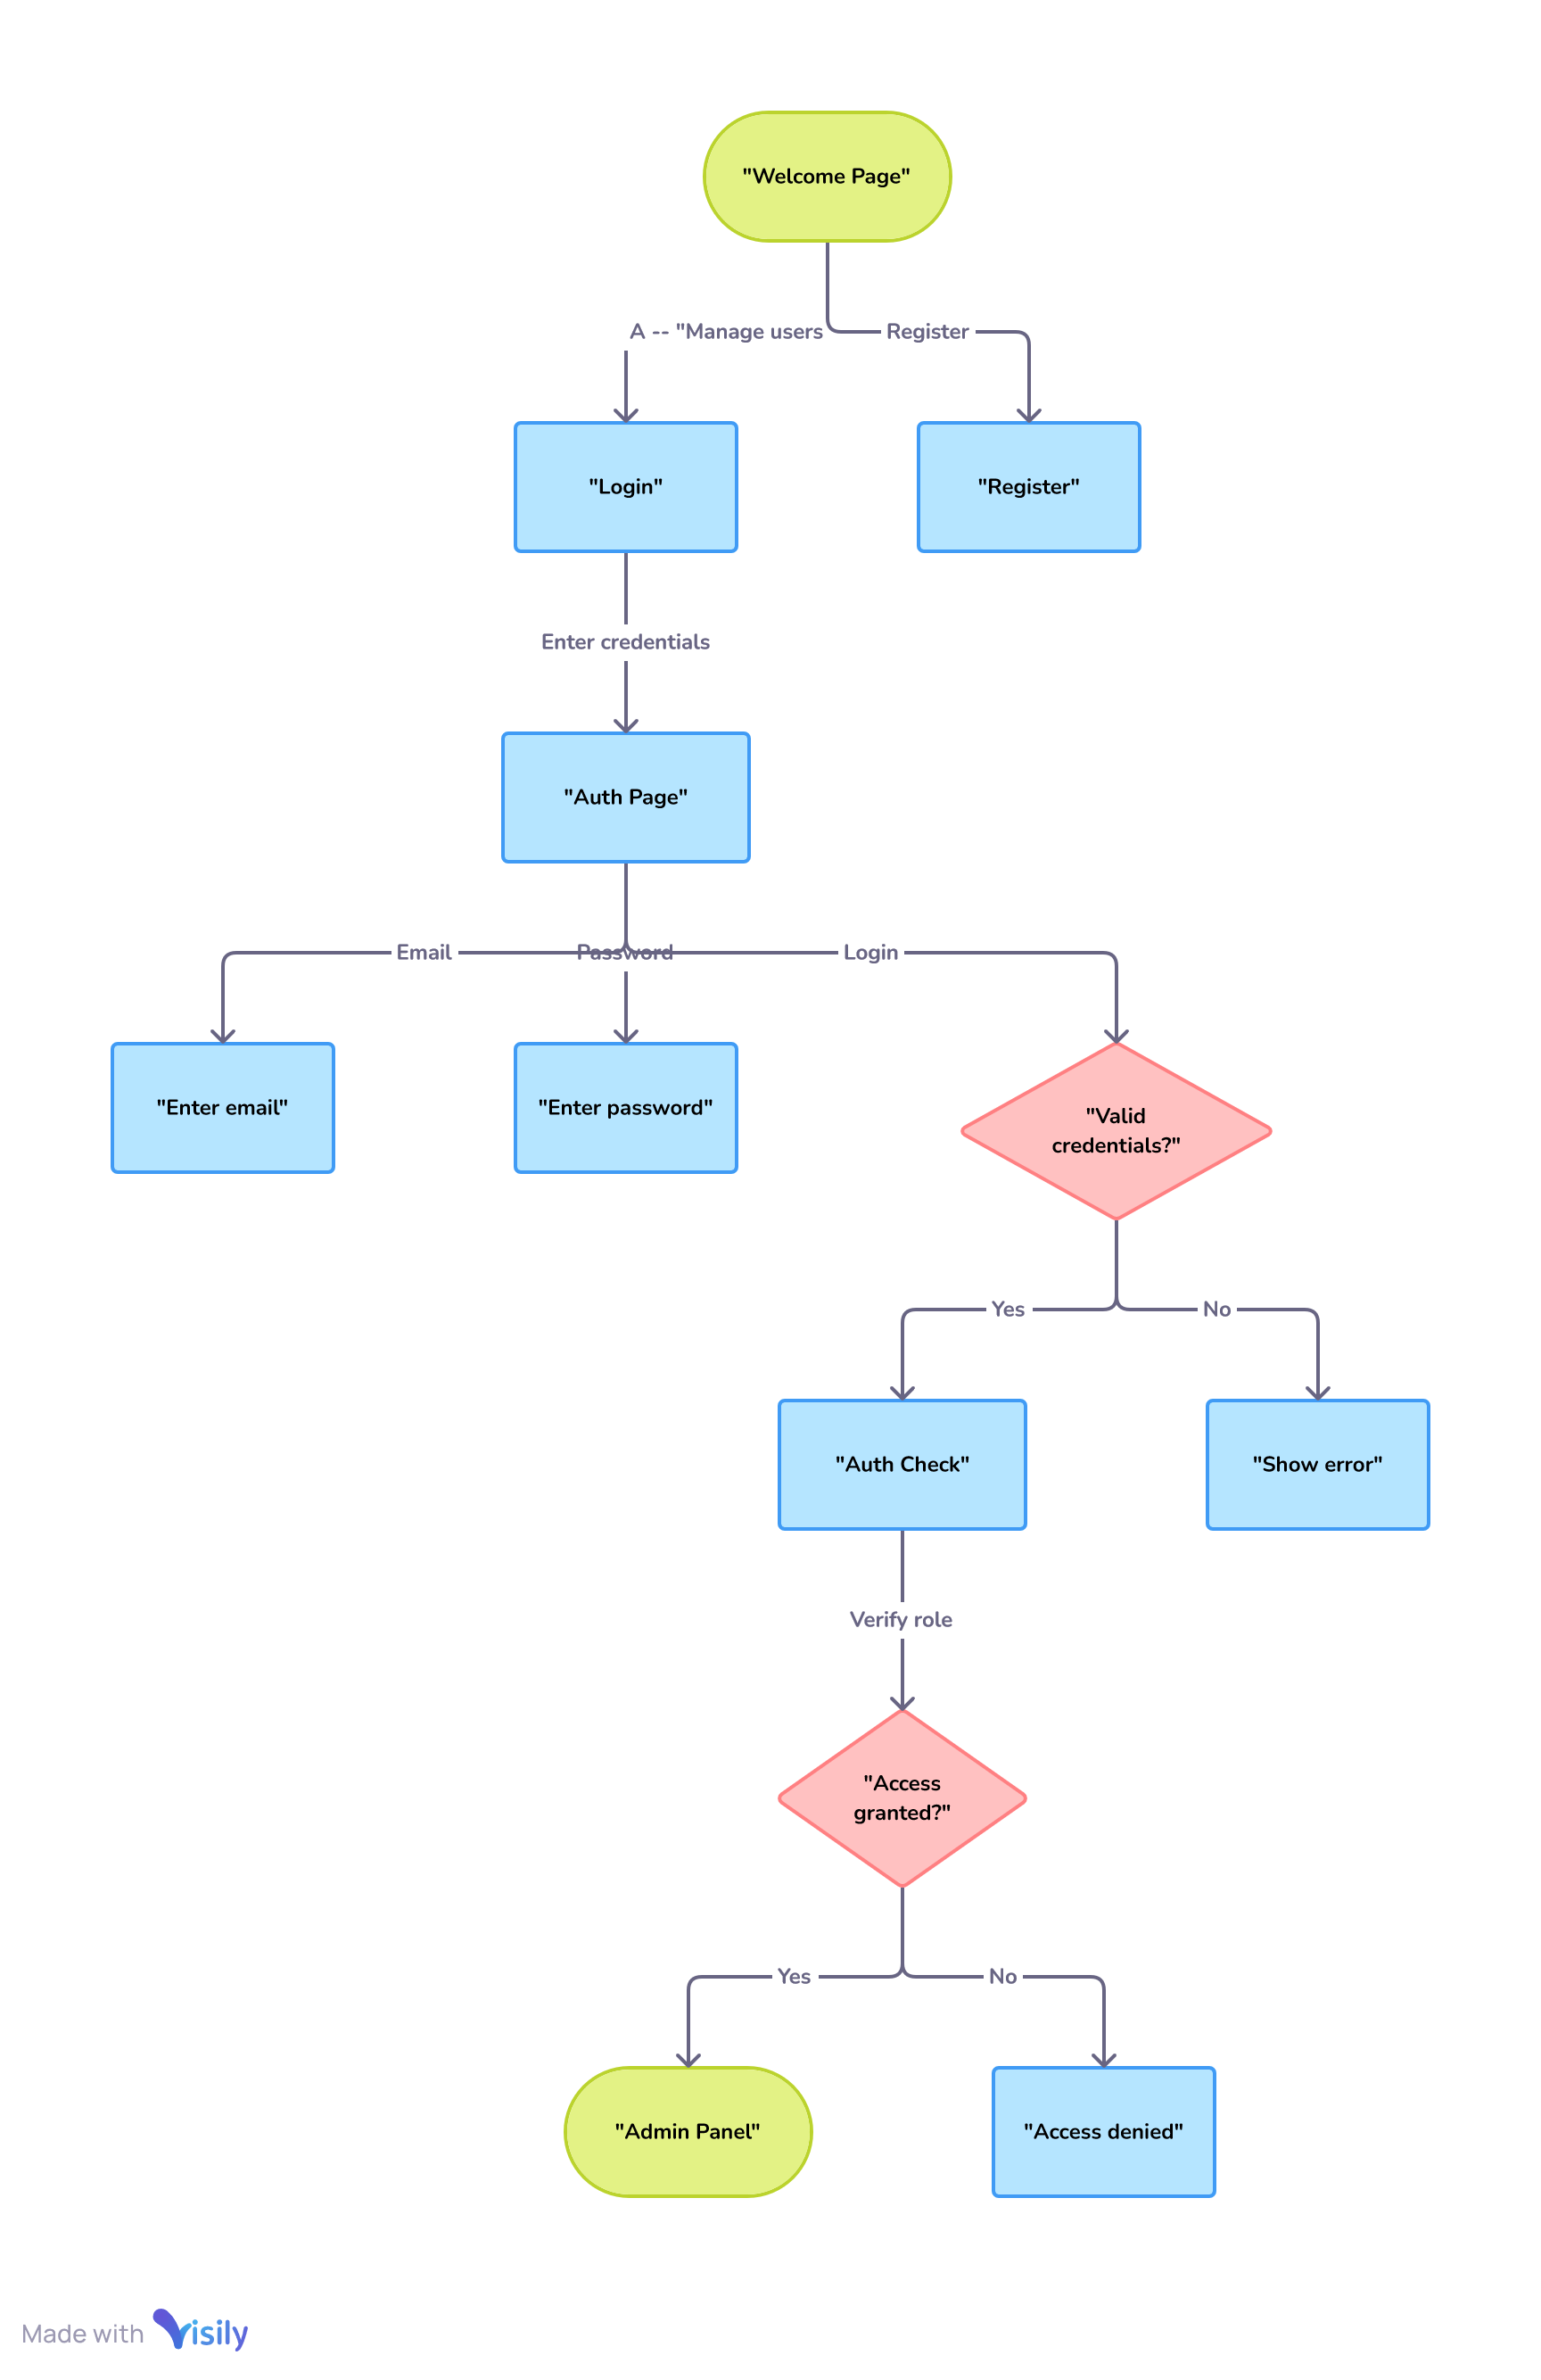 "Welcome Page"
A -- "Manage users
Register
"Login"
"Register"
Enter credentials
"Auth Page"
Email
Password
Login
"Enter email"
"Enter password"
"Valid
credentials?"
Yes
No
"Auth Check"
"Show error"
Verify role
"Access
granted?"
Yes
No
"Admin Panel"
"Access denied"
Made with Visily